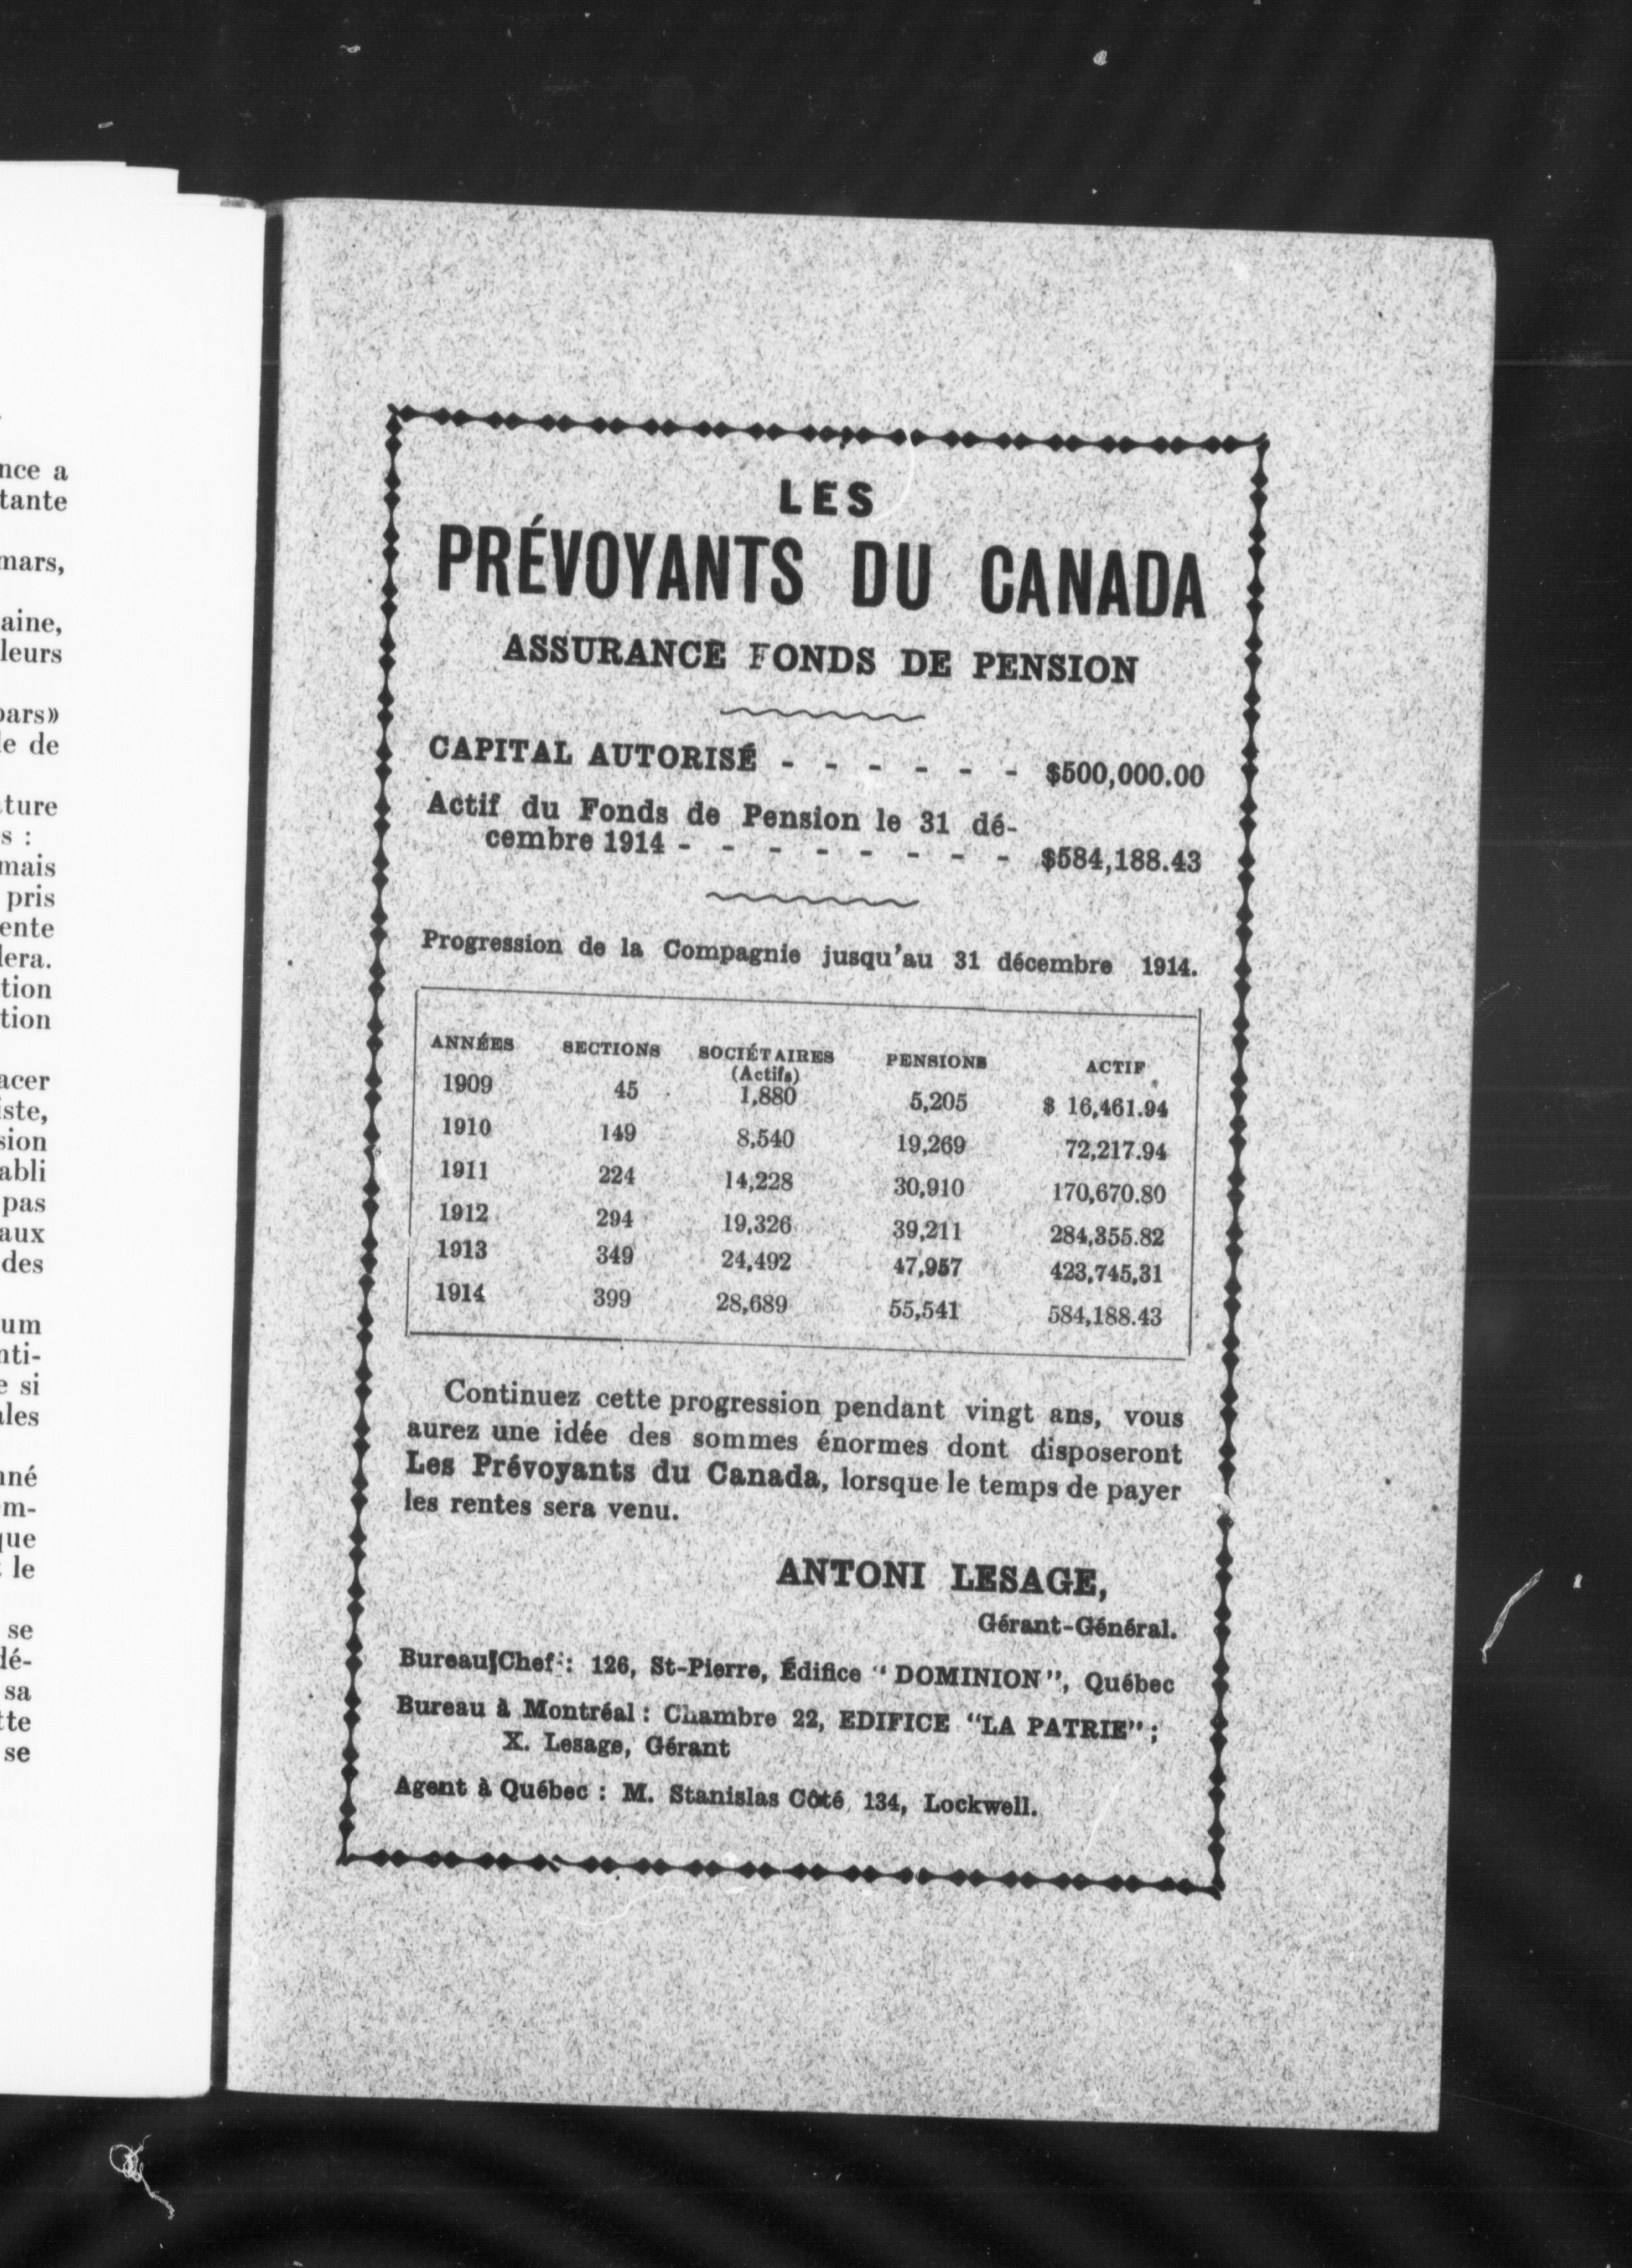 nce a
tante
mars,
aine,
leurs
pars»
le de
ture
s :
mais
pris
ente
lera.
tion
tion
acer
iste,
sion
abli
pas
aux
des
um
nti-
e si
ales
nné
em-
que
le
se
dé-
sa
tte
se
LES
PRÉVOYANTS DU CANADA
ASSURANCE FONDS DE PENSION
CAPITAL AUTORISÉ - - - - - - $500,000.00
Actif du Fonds de Pension le 31 dé-
cembre 1914 - - - - - - - - $584,188.43
Progression de la Compagnie jusqu'au 31 décembre 1914.
ANNÉES SECTIONS SOCIÉTAIRES PENSIONS ACTIF
(Actifs)
1909 45 1,880 5,205 $ 16,461.94
1910 149 8,540 19,269 72,217.94
1911 224 14,228 30,910 170,670.80
1912 294 19,326 39,211 284,355.82
1913 349 24,492 47,957 423,745,31
1914 399 28,689 55,541 584,188.43
Continuez cette progression pendant vingt ans, vous
aurez une idée des sommes énormes dont disposeront
Les Prévoyants du Canada, lorsque le temps de payer
les rentes sera venu.
ANTONI LESAGE,
Gérant-Général.
Bureau Chef : 126, St-Pierre, Édifice "DOMINION", Québec
Bureau à Montréal : Chambre 22, EDIFICE "LA PATRIE" ;
X. Lesage, Gérant
Agent à Québec : M. Stanislas Côté 134, Lockwell.